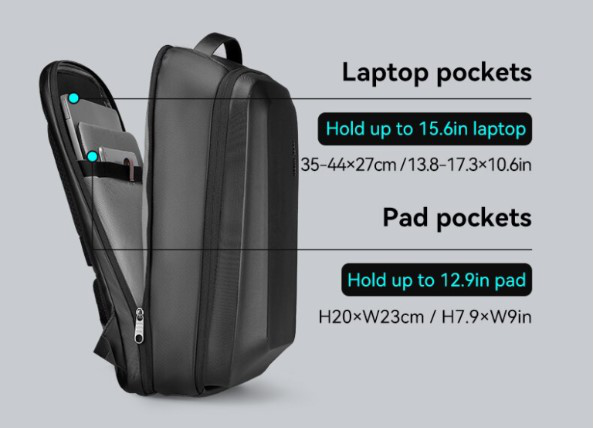 Laptop pockets
Hold up to 15.6in laptop
35-44×27cm /13.8-17.3×10.6in
Pad pockets
Hold up to 12.9in pad
H20×W23cm / H7.9×W9in